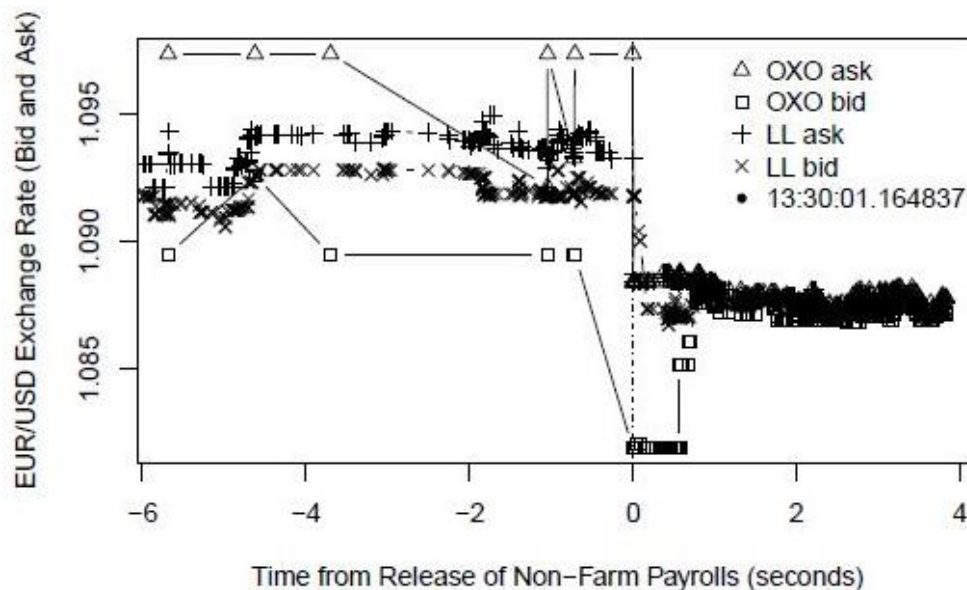 EUR/USD Exchange Rate (Bid and Ask)
1.095
1.090
1.085
OXO ask
OXO bid
LL ask
LL bid
13:30:01.164837
−6 −4 −2 0 2 4
Time from Release of Non−Farm Payrolls (seconds)